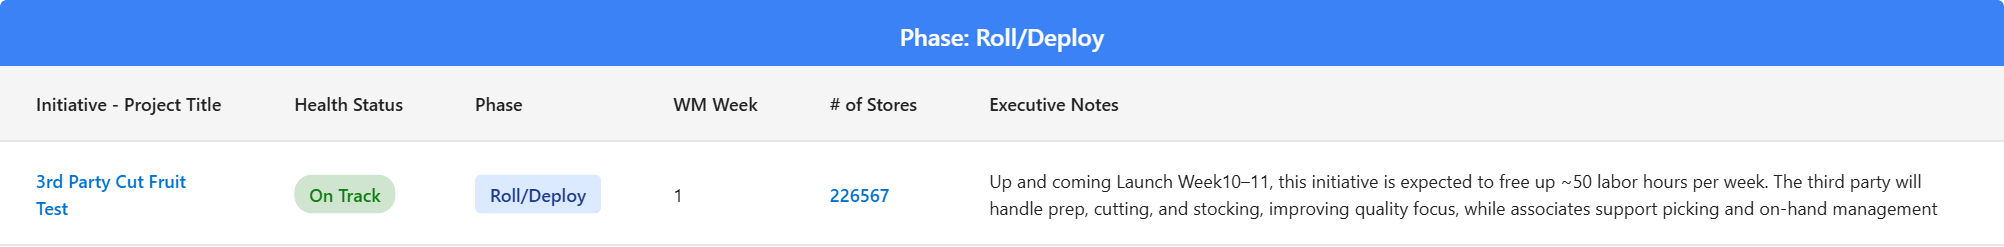 Phase: Roll/Deploy
Initiative - Project Title Health Status Phase WM Week # of Stores Executive Notes
3rd Party Cut Fruit
Test
On Track
Roll/Deploy
1
226567
Up and coming Launch Week10–11, this initiative is expected to free up ~50 labor hours per week. The third party will
handle prep, cutting, and stocking, improving quality focus, while associates support picking and on-hand management